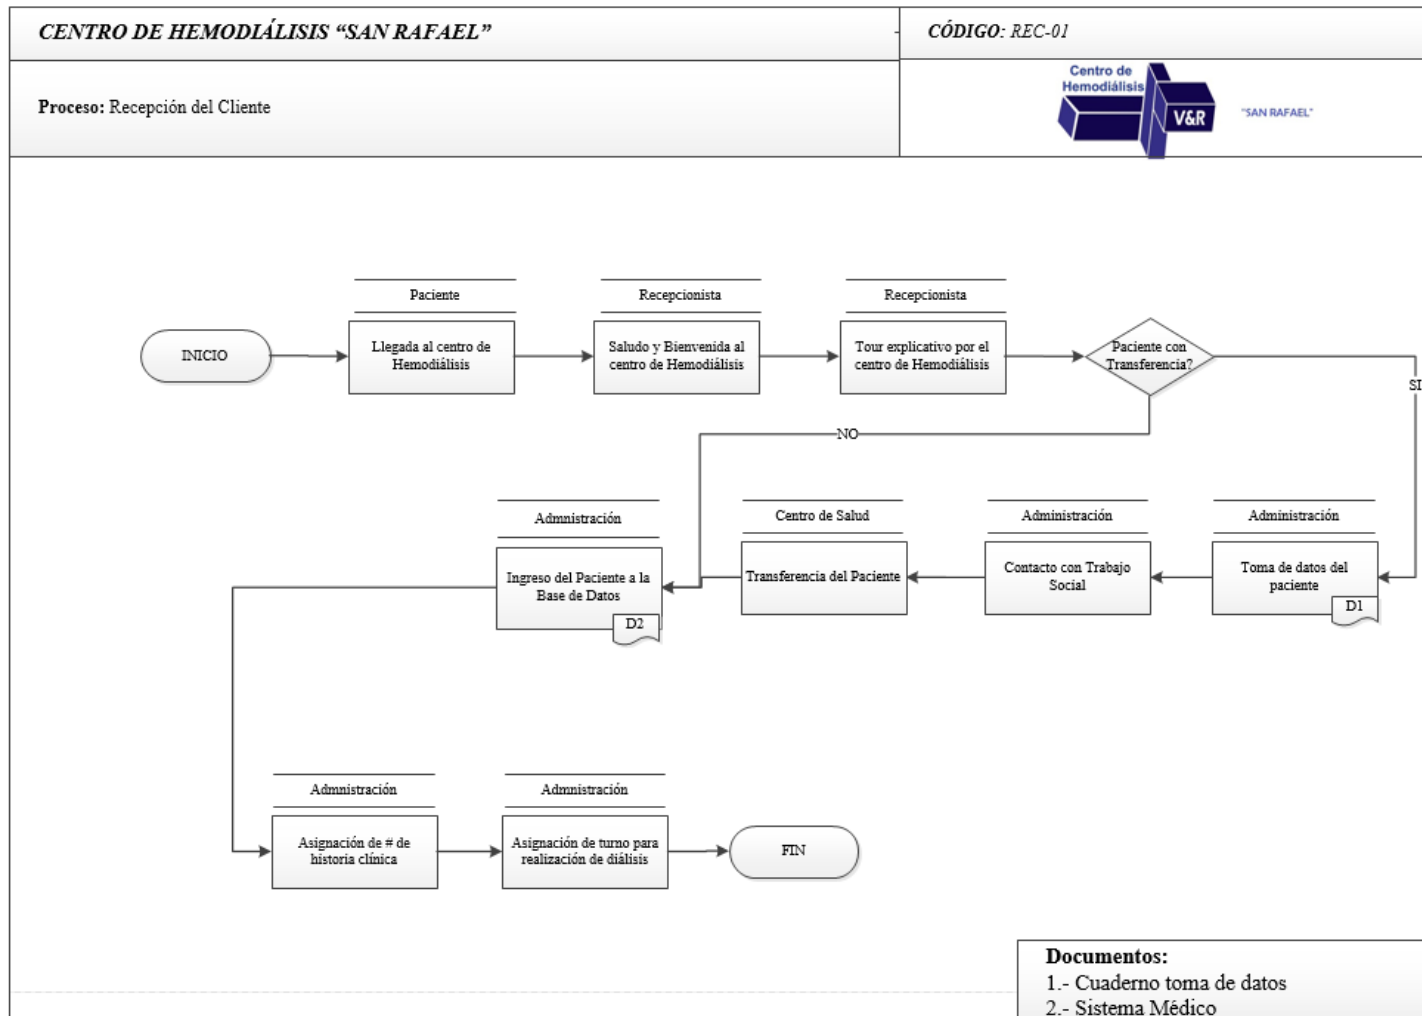 CENTRO DE HEMODIÁLISIS “SAN RAFAEL”
CÓDIGO: REC-01
Proceso: Recepción del Cliente
Centro de
Hemodiálisis
V&R
"SAN RAFAEL"
Paciente
Recepcionista
Recepcionista
INICIO
Llegada al centro de
Hemodiálisis
Saludo y Bienvenida al
centro de Hemodiálisis
Tour explicativo por el
centro de Hemodiálisis
Paciente con
Transferencia?
SI
NO
Admnistración
Centro de Salud
Administración
Administración
Ingreso del Paciente a la
Base de Datos
D2
Transferencia del Paciente
Contacto con Trabajo
Social
Toma de datos del
paciente
D1
Admnistración
Admnistración
Asignación de # de
historia clínica
Asignación de turno para
realización de diálisis
FIN
Documentos:
1.- Cuaderno toma de datos
2.- Sistema Médico